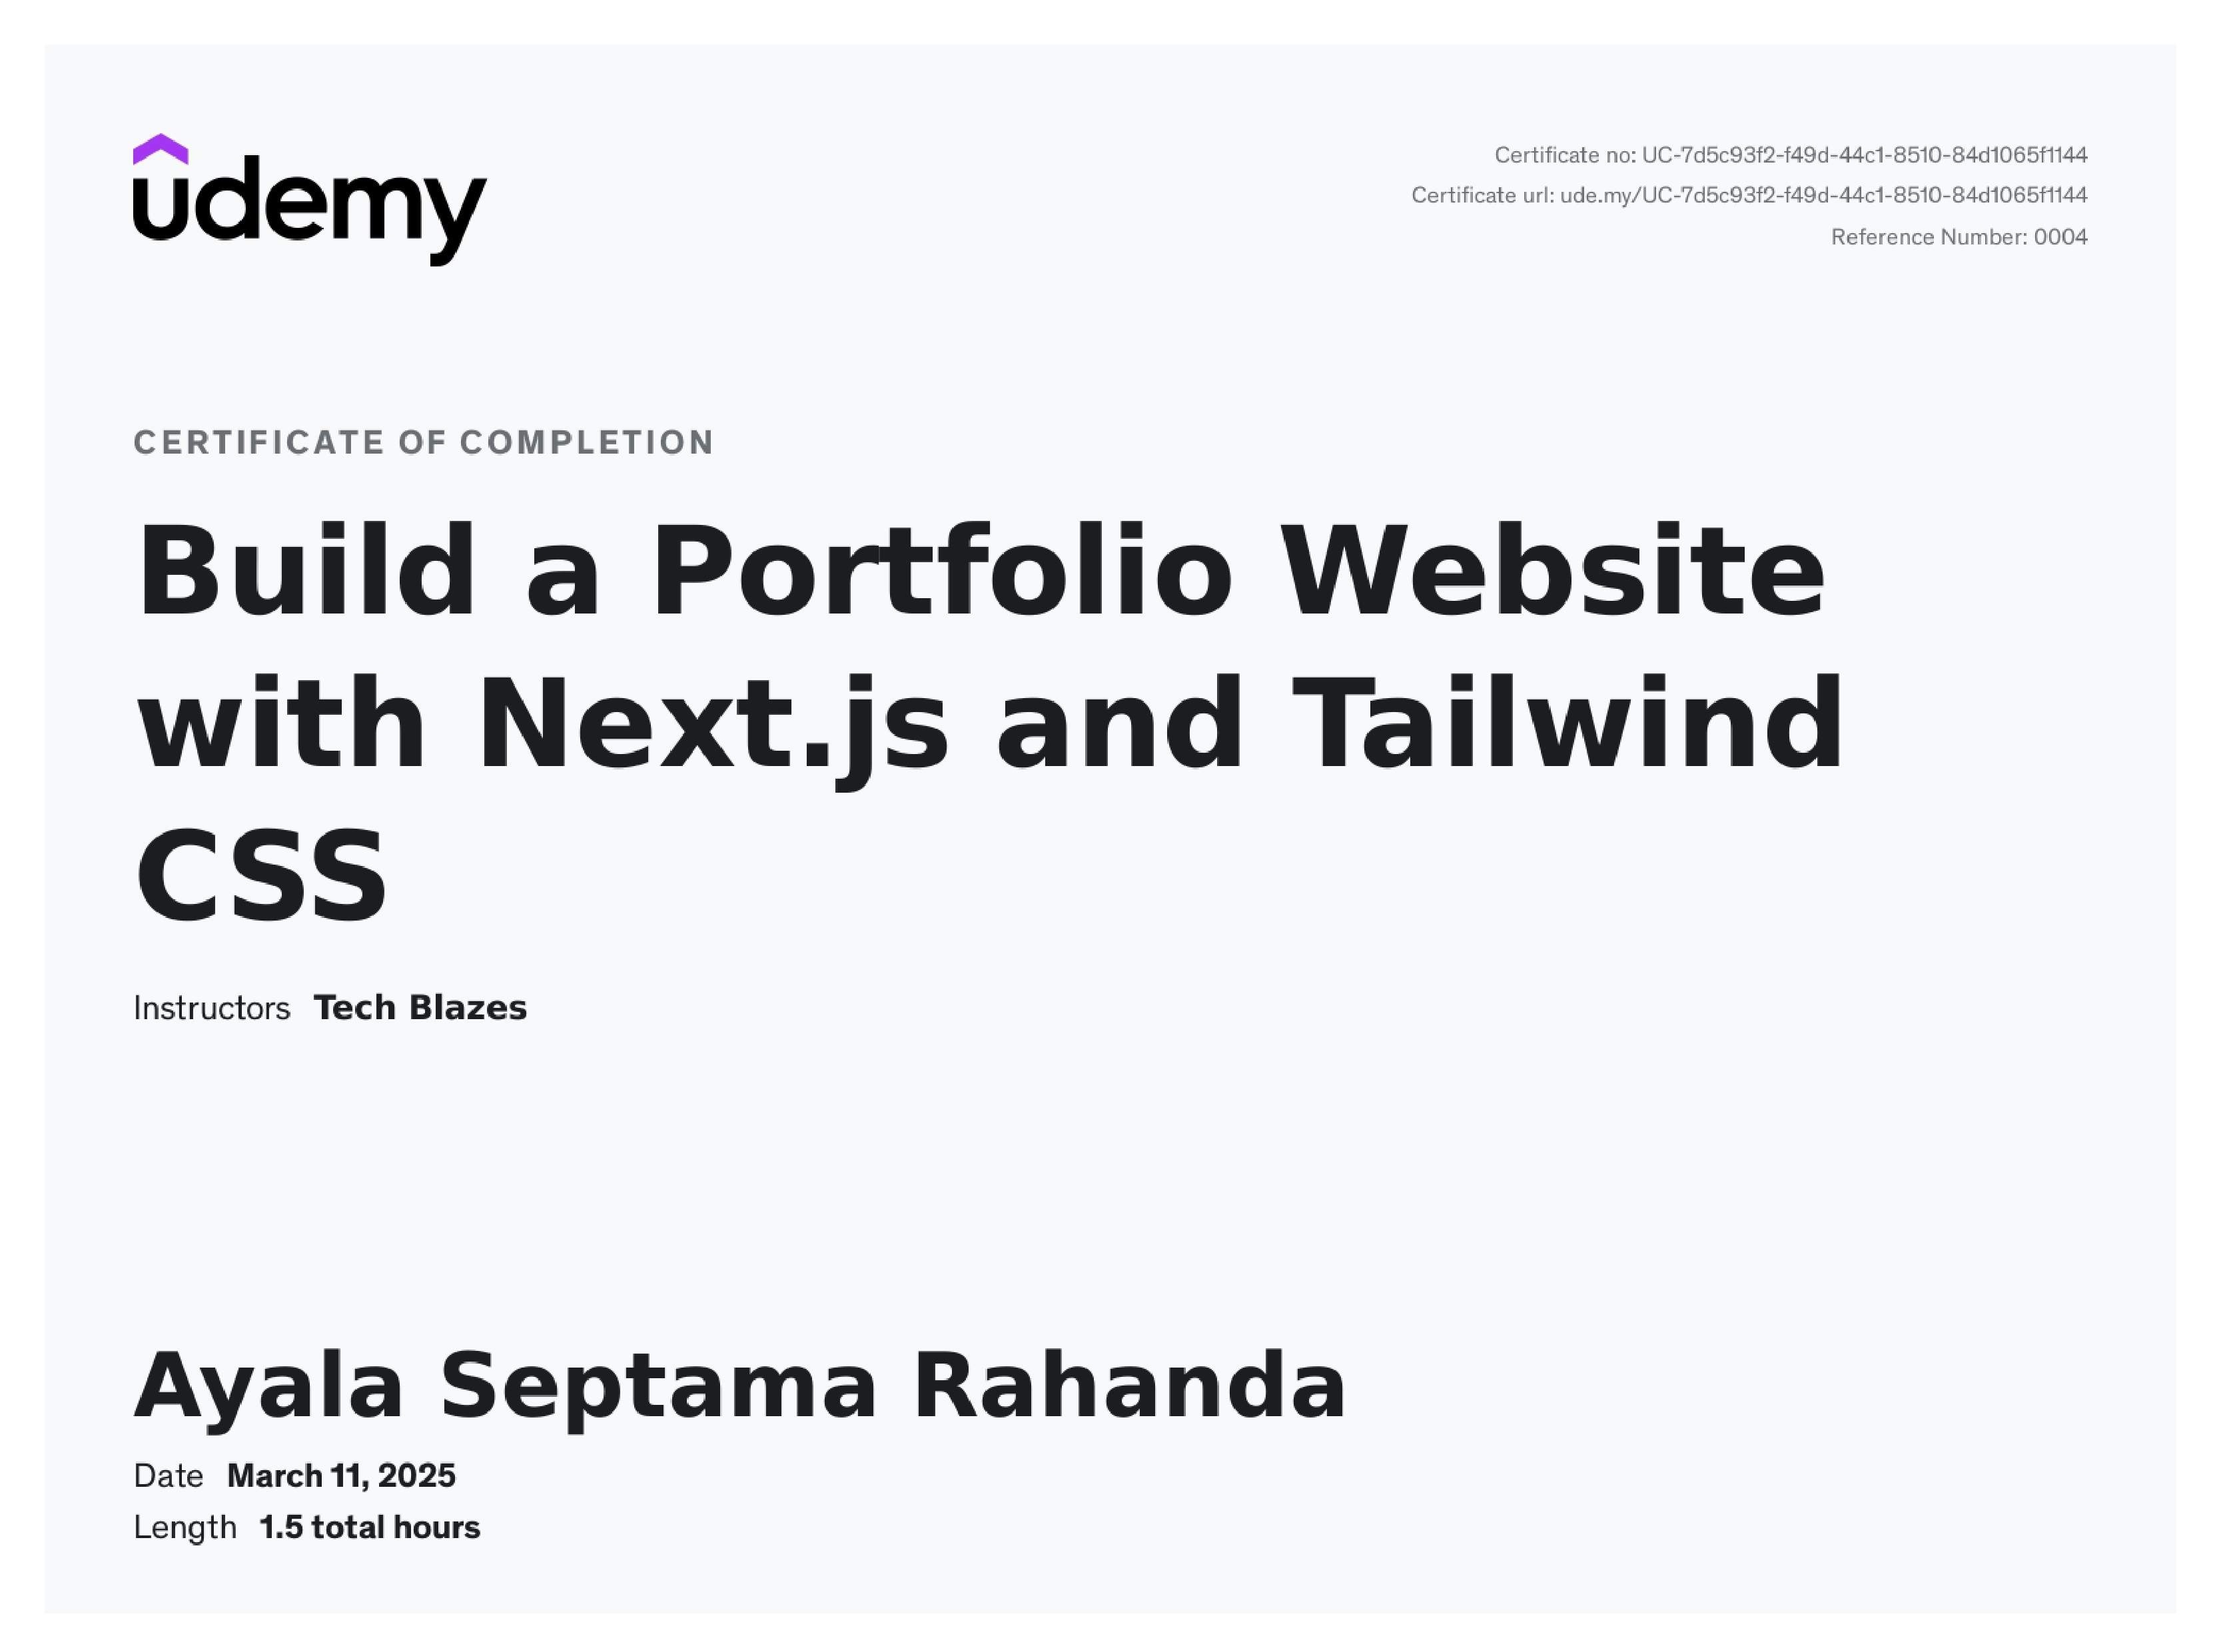 udemy
Certificate no: UC-7d5c93f2-f49d-44c1-8510-84d1065f1144
Certificate url: ude.my/UC-7d5c93f2-f49d-44c1-8510-84d1065f1144
Reference Number: 0004
CERTIFICATE OF COMPLETION
Build a Portfolio Website
with Next.js and Tailwind
CSS
Instructors Tech Blazes
Ayala Septama Rahanda
Date March 11, 2025
Length 1.5 total hours